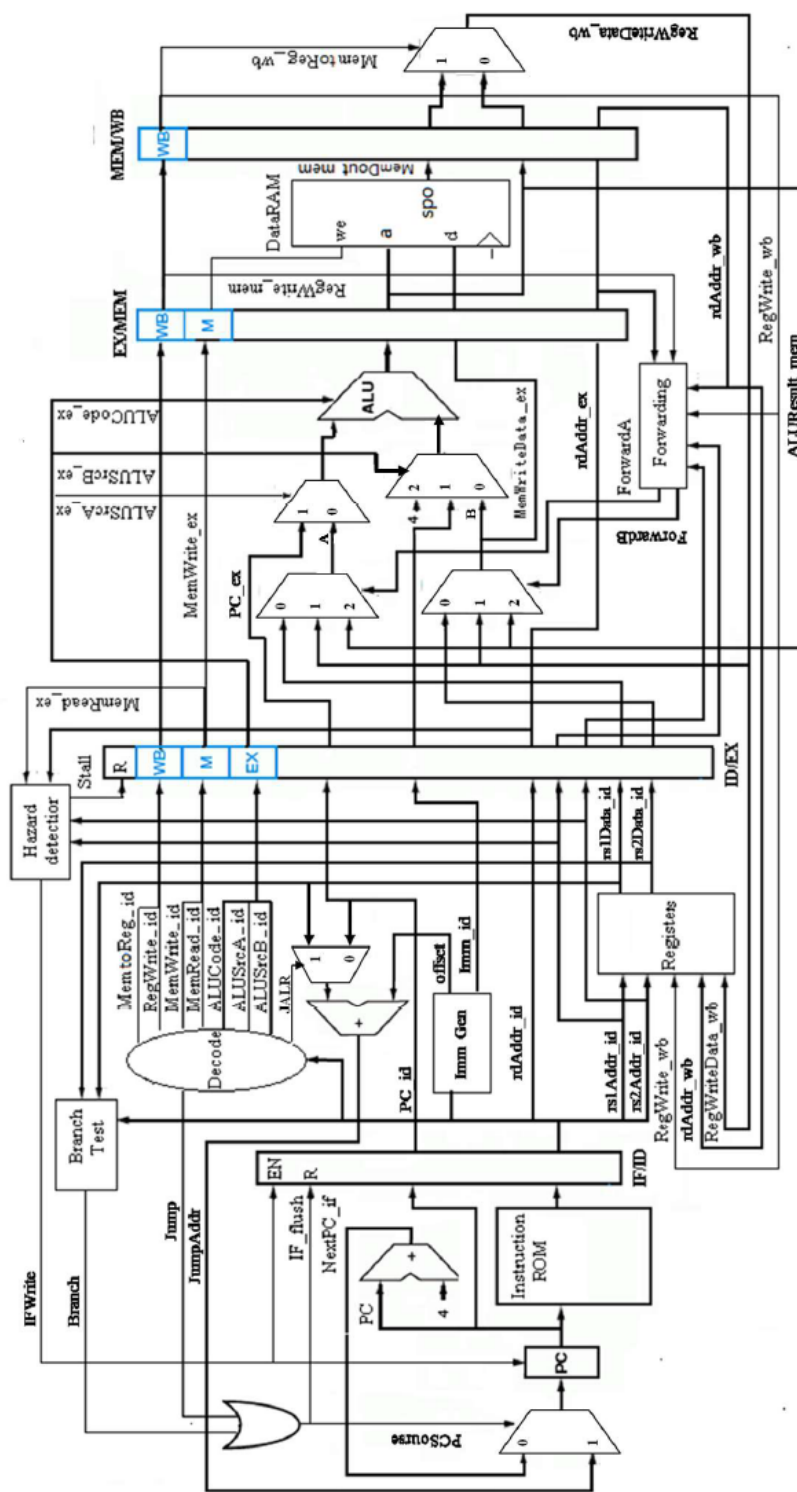 IFWrite
Branch
Jump
JumpAddr
PCSourse
0
1
PC
PC
4
+
Instruction
ROM
IF_flush
NextPC_if
EN
R
IF/ID
Branch
Test
Decode
MemtoReg_id
RegWrite_id
MemWrite_id
MemRead_id
ALUCode_id
ALUSrcA_id
ALUSrcB_id
JALR
1
0
+
PC_id
Imm Gen
offset
Imm_id
rdAddr_id
rs1Addr_id
rs2Addr_id
RegWrite_wb
rdAddr_wb
RegWriteData_wb
Registers
rs1Data_id
rs2Data_id
Hazard
detectior
Stall
R
WB
M
EX
ID/EX
MemRead_ex
MemWrite_ex
PC_ex
ALUSrcA_ex
ALUSrcB_ex
ALUCode_ex
0
1
2
A
1
0
0
1
2
B
4
2
1
0
ALU
MemWriteData_ex
rdAddr_ex
ForwardA
ForwardB
Forwarding
EX/MEM
WB
M
RegWrite_mem
DataRAM
we
a
d
spo
MemDout mem
MEM/WB
WB
MemtoReg_wb
1
0
RegWriteData_wb
rdAddr_wb
RegWrite_wb
ALUResult_mem